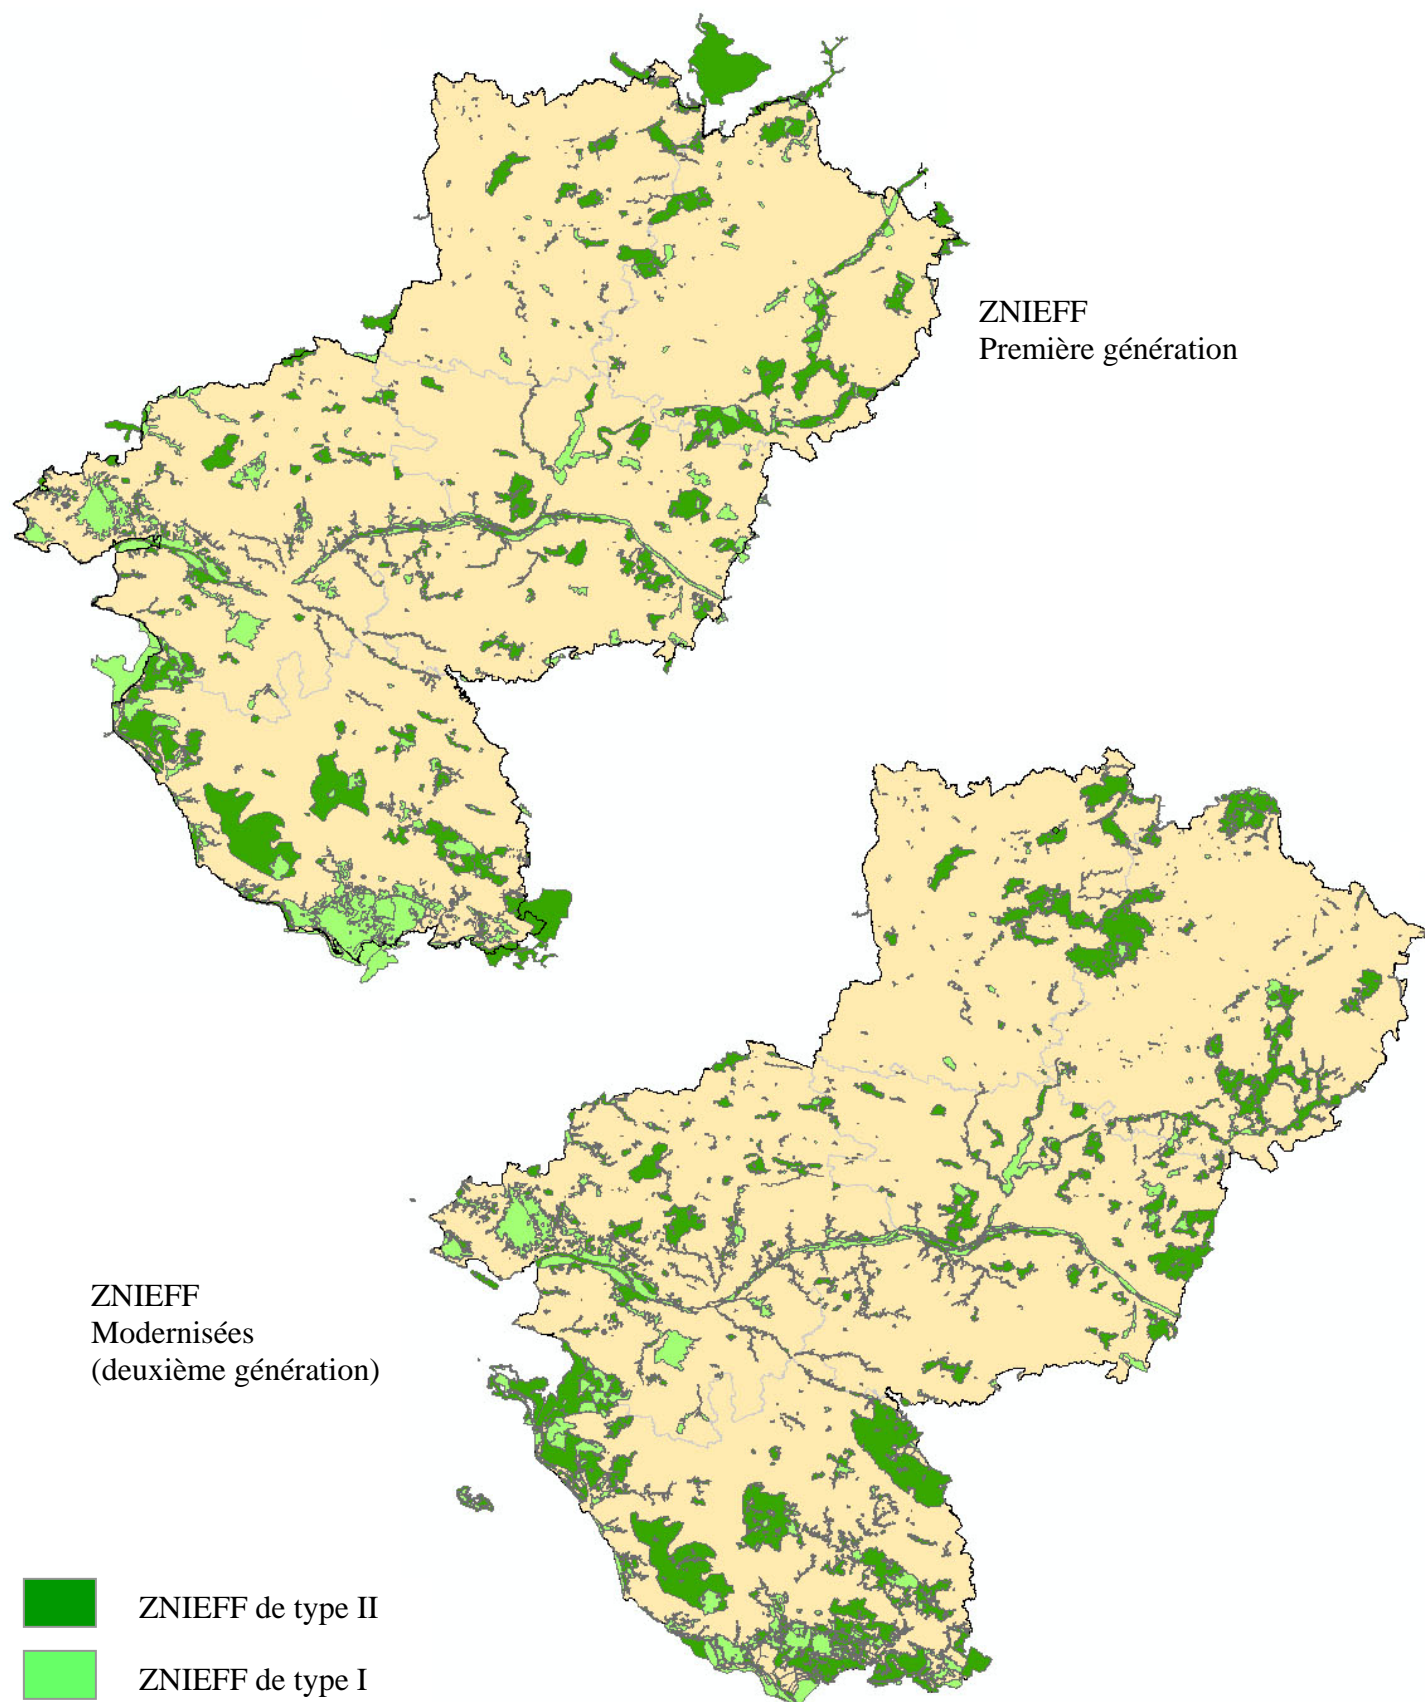 ZNIEFF
Première génération
ZNIEFF
Modernisées
(deuxième génération)
ZNIEFF de type II
ZNIEFF de type I